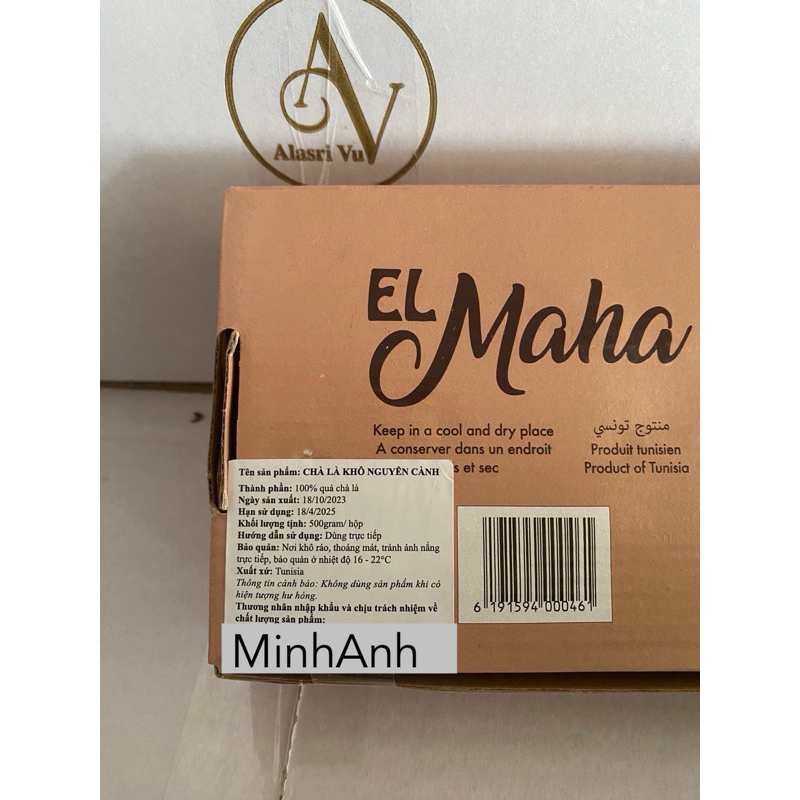 AV
Alasri Vu
EL Maha
Keep in a cool and dry place
A conserver dans un endroit
s et sec
منتوج تونسي
Produit tunisien
Product of Tunisia
Tên sản phẩm: CHÀ LÀ KHÔ NGUYÊN CÀNH
Thành phần: 100% quả chà là
Ngày sản xuất: 18/10/2023
Hạn sử dụng: 18/4/2025
Khối lượng tịnh: 500gram/ hộp
Hướng dẫn sử dụng: Dùng trực tiếp
Bảo quản: Nơi khô ráo, thoáng mát, tránh ánh nắng
trực tiếp, bảo quản ở nhiệt độ 16 - 22°C
Xuất xứ: Tunisia
Thông tin cảnh báo: Không dùng sản phẩm khi có
hiện tượng hư hỏng.
Thương nhân nhập khẩu và chịu trách nhiệm về
chất lượng sản phẩm:
6 191594 000461
MinhAnh